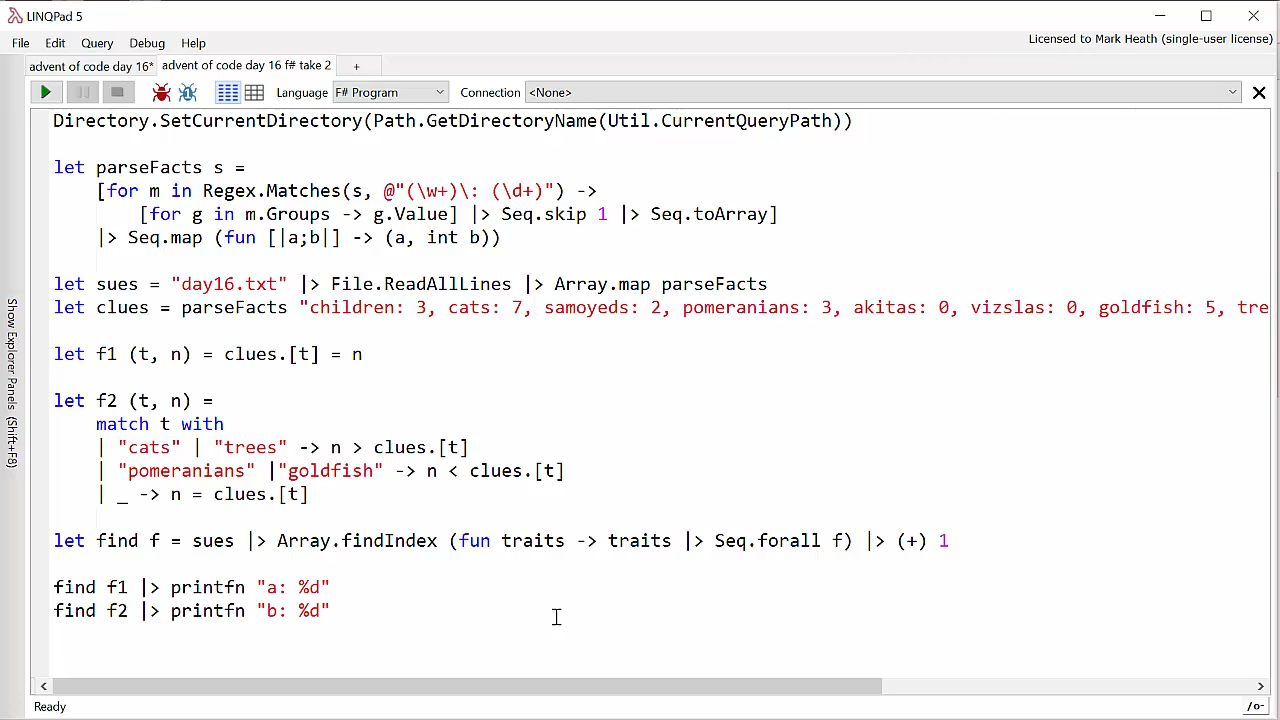 LINQPad 5
File Edit Query Debug Help
Licensed to Mark Heath (single-user license)
advent of code day 16* advent of code day 16 f# take 2 +
Language F# Program Connection <None>
Directory.SetCurrentDirectory(Path.GetDirectoryName(Util.CurrentQueryPath))
let parseFacts s =
[for m in Regex.Matches(s, @"(\w+)\: (\d+)") ->
[for g in m.Groups -> g.Value] |> Seq.skip 1 |> Seq.toArray]
|> Seq.map (fun [|a;b|] -> (a, int b))
let sues = "day16.txt" |> File.ReadAllLines |> Array.map parseFacts
let clues = parseFacts "children: 3, cats: 7, samoyeds: 2, pomeranians: 3, akitas: 0, vizslas: 0, goldfish: 5, tre
let f1 (t, n) = clues.[t] = n
let f2 (t, n) =
match t with
| "cats" | "trees" -> n > clues.[t]
| "pomeranians" |"goldfish" -> n < clues.[t]
| _ -> n = clues.[t]
let find f = sues |> Array.findIndex (fun traits -> traits |> Seq.forall f) |> (+) 1
find f1 |> printfn "a: %d"
find f2 |> printfn "b: %d"
Show Explorer Panels (Shift+F8)
Ready
/o-